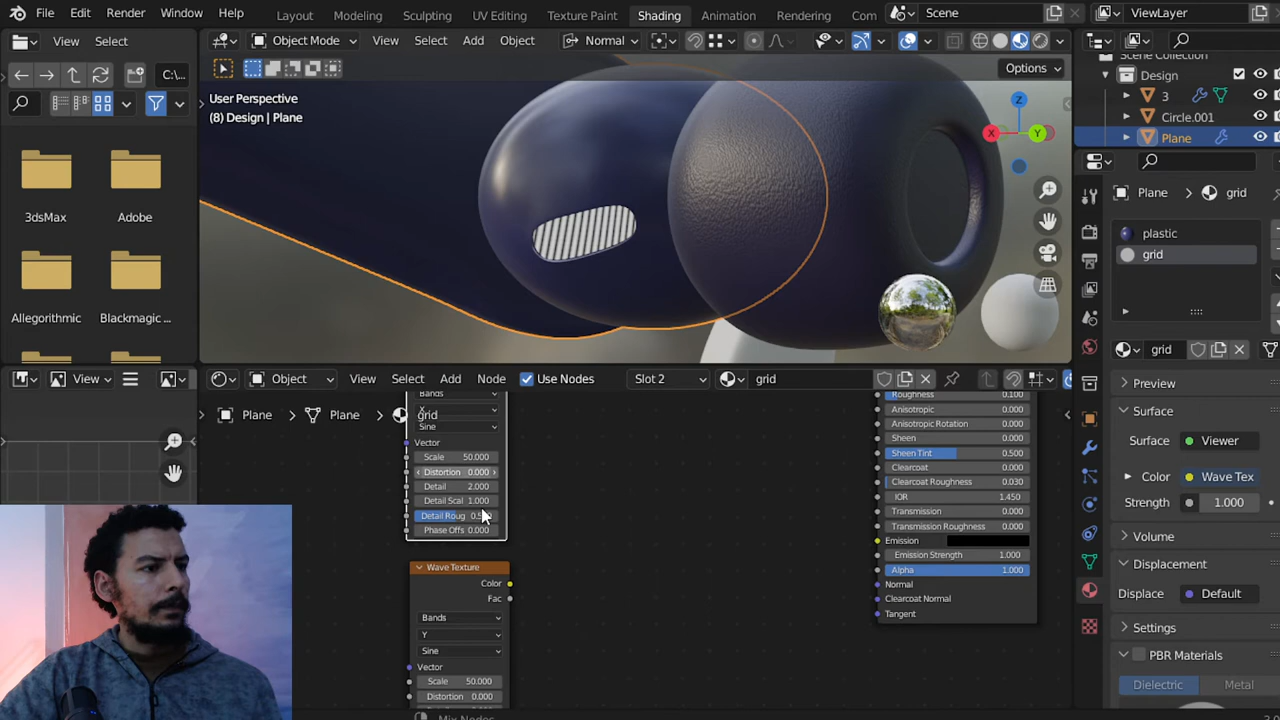 File Edit Render Window Help Layout Modeling Sculpting UV Editing Texture Paint Shading Animation Rendering Com Scene ViewLayer
View Select Object Mode View Select Add Object Normal
Scene Collection
C:\... Options Design
User Perspective
(8) Design | Plane
3
Circle.001
Plane
3dsMax Adobe
Plane grid
plastic
grid
X Y Z
Allegorithmic Blackmagic ...
grid
View Object View Select Add Node Use Nodes Slot 2 grid
Preview
Plane Plane grid
Bands
X
Sine
Vector
Scale 50.000
Distortion 0.000
Detail 2.000
Detail Scal 1.000
Detail Roug
Phase Offs 0.000
Wave Texture
Color
Fac
Bands
Y
Sine
Vector
Scale 50.000
Distortion 0.000
Roughness 0.100
Anisotropic 0.000
Anisotropic Rotation 0.000
Sheen 0.000
Sheen Tint 0.500
Clearcoat 0.000
Clearcoat Roughness 0.030
IOR 1.450
Transmission 0.000
Transmission Roughness 0.000
Emission
Emission Strength 1.000
Alpha 1.000
Normal
Clearcoat Normal
Tangent
Surface
Surface Viewer
Color Wave Tex
Strength 1.000
Volume
Displacement
Displace Default
Settings
PBR Materials
Dielectric Metal
Mix Nodes